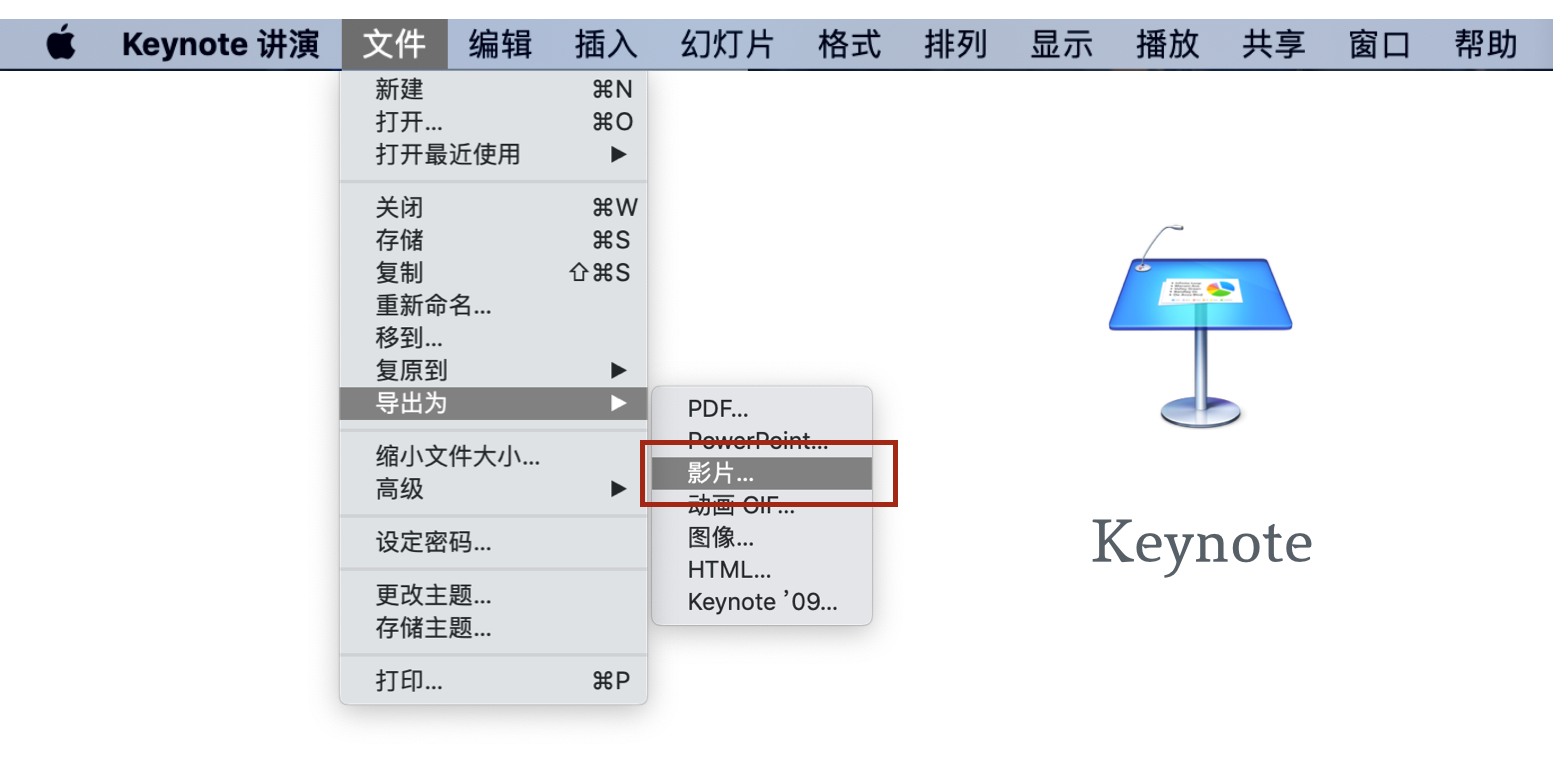 Keynote 讲演 文件 编辑 插入 幻灯片 格式 排列 显示 播放 共享 窗口 帮助
新建 ⌘N
打开... ⌘O
打开最近使用 ▶
关闭 ⌘W
存储 ⌘S
复制 ⇧⌘S
重新命名...
移到...
复原到 ▶
导出为 ▶
缩小文件大小...
高级 ▶
设定密码...
更改主题...
存储主题...
打印... ⌘P
PDF...
PowerPoint...
影片...
动画 GIF...
图像...
HTML...
Keynote ’09...
Keynote